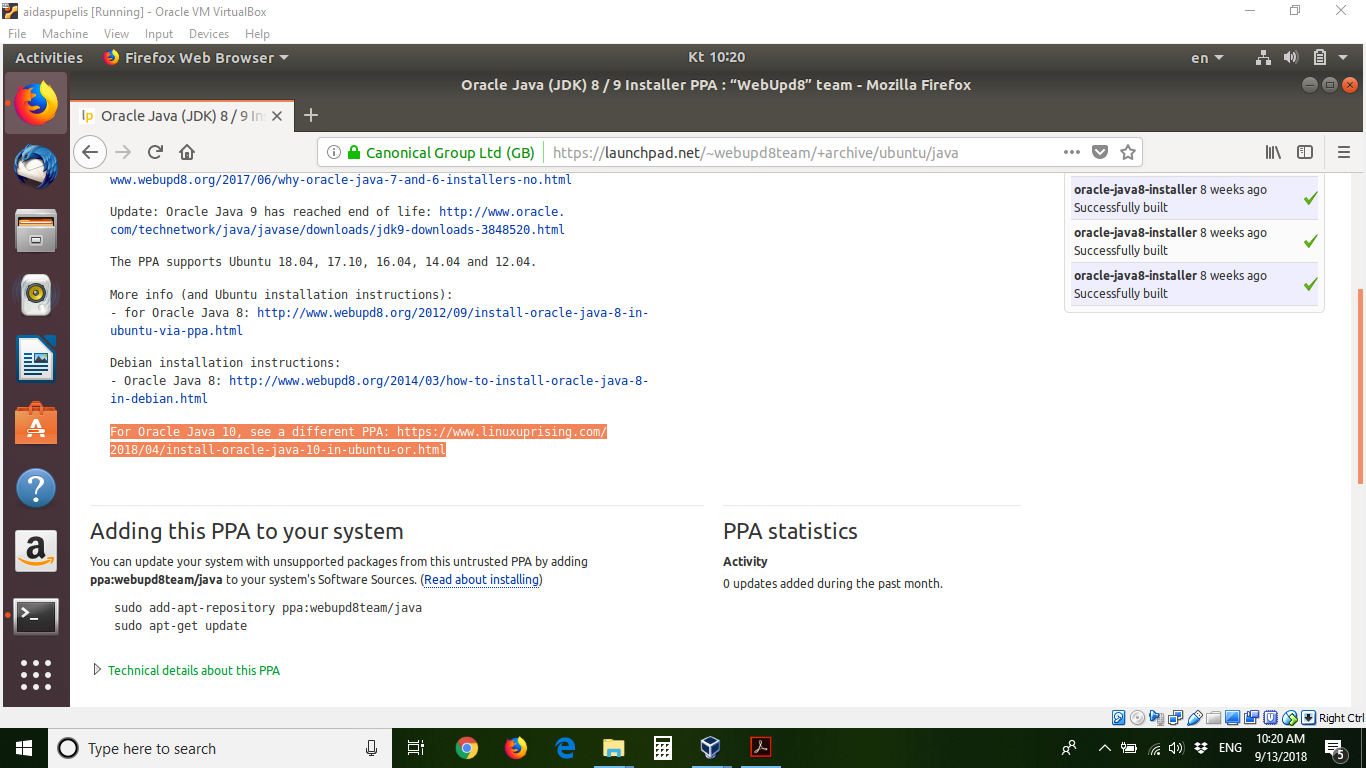 aidaspupelis [Running] - Oracle VM VirtualBox
File Machine View Input Devices Help
Activities Firefox Web Browser Kt 10:20 en
Oracle Java (JDK) 8 / 9 Installer PPA : “WebUpd8” team - Mozilla Firefox
lp Oracle Java (JDK) 8 / 9 In
Canonical Group Ltd (GB) https://launchpad.net/~webupd8team/+archive/ubuntu/java
www.webupd8.org/2017/06/why-oracle-java-7-and-6-installers-no.html
Update: Oracle Java 9 has reached end of life: http://www.oracle.
com/technetwork/java/javase/downloads/jdk9-downloads-3848520.html
The PPA supports Ubuntu 18.04, 17.10, 16.04, 14.04 and 12.04.
More info (and Ubuntu installation instructions):
- for Oracle Java 8: http://www.webupd8.org/2012/09/install-oracle-java-8-in-
ubuntu-via-ppa.html
Debian installation instructions:
- Oracle Java 8: http://www.webupd8.org/2014/03/how-to-install-oracle-java-8-
in-debian.html
For Oracle Java 10, see a different PPA: https://www.linuxuprising.com/
2018/04/install-oracle-java-10-in-ubuntu-or.html
oracle-java8-installer 8 weeks ago
Successfully built
oracle-java8-installer 8 weeks ago
Successfully built
oracle-java8-installer 8 weeks ago
Successfully built
Adding this PPA to your system
You can update your system with unsupported packages from this untrusted PPA by adding
ppa:webupd8team/java to your system's Software Sources. (Read about installing)
sudo add-apt-repository ppa:webupd8team/java
sudo apt-get update
Technical details about this PPA
PPA statistics
Activity
0 updates added during the past month.
Right Ctrl
Type here to search
ENG
10:20 AM
9/13/2018
5